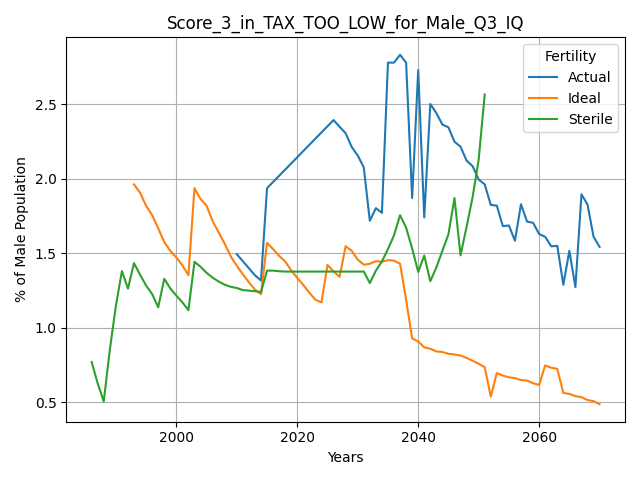 Score_3_in_TAX_TOO_LOW_for_Male_Q3_IQ
Fertility
Actual
Ideal
Sterile
% of Male Population
2.5
2.0
1.5
1.0
0.5
2000
2020
2040
2060
Years